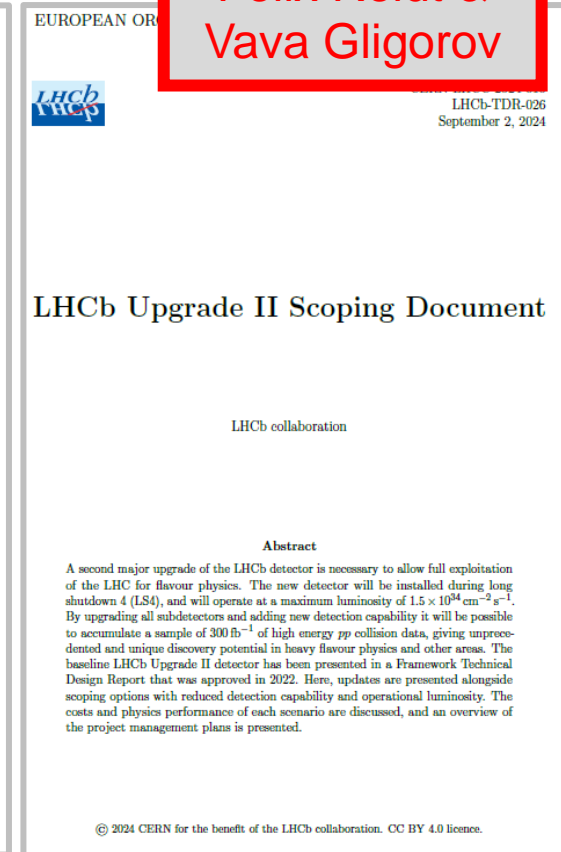 EUROPEAN
Vava Gligorov
LHCb
LHCb-TDR-026
September 2, 2024
LHCb Upgrade II Scoping Document
LHCb collaboration
Abstract
A second major upgrade of the LHCb detector is necessary to allow full exploitation
of the LHC for flavour physics. The new detector will be installed during long
shutdown 4 (LS4), and will operate at a maximum luminosity of 1.5 × 10³⁴ cm⁻² s⁻¹.
By upgrading all subdetectors and adding new detection capability it will be possible
to accumulate a sample of 300 fb⁻¹ of high energy pp collision data, giving unprece-
dented and unique discovery potential in heavy flavour physics and other areas. The
baseline LHCb Upgrade II detector has been presented in a Framework Technical
Design Report that was approved in 2022. Here, updates are presented alongside
scoping options with reduced detection capability and operational luminosity. The
costs and physics performance of each scenario are discussed, and an overview of
the project management plans is presented.
© 2024 CERN for the benefit of the LHCb collaboration. CC BY 4.0 licence.